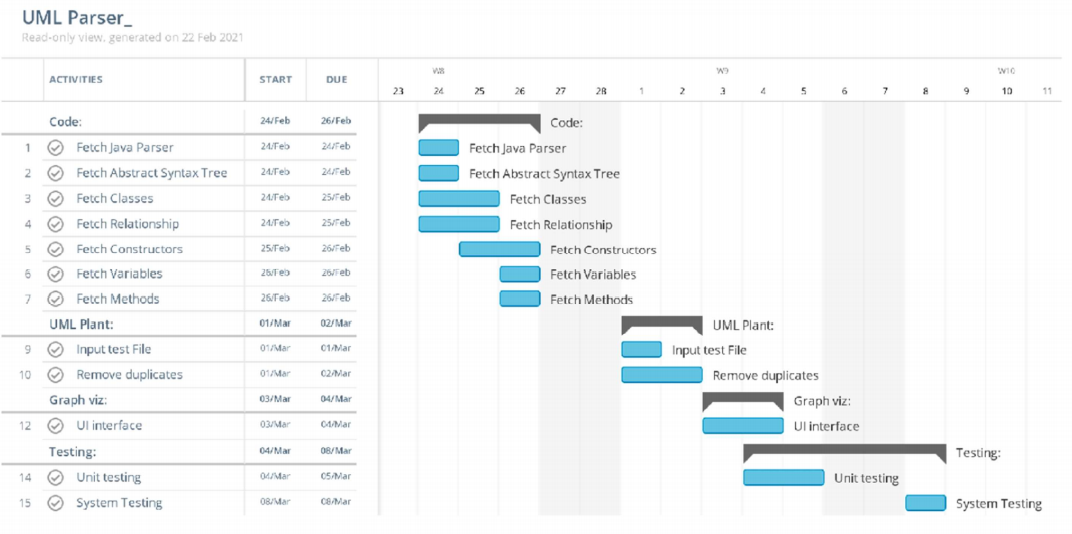 UML Parser_
Read-only view, generated on 22 Feb 2021
W8 W9 W10
ACTIVITIES START DUE 23 24 25 26 27 28 1 2 3 4 5 6 7 8 9 10 11
Code: 24/Feb 26/Feb Code:
1 Fetch Java Parser 24/Feb 24/Feb Fetch Java Parser
2 Fetch Abstract Syntax Tree 24/Feb 24/Feb Fetch Abstract Syntax Tree
3 Fetch Classes 24/Feb 25/Feb Fetch Classes
4 Fetch Relationship 24/Feb 25/Feb Fetch Relationship
5 Fetch Constructors 25/Feb 26/Feb Fetch Constructors
6 Fetch Variables 26/Feb 26/Feb Fetch Variables
7 Fetch Methods 26/Feb 26/Feb Fetch Methods
UML Plant: 01/Mar 02/Mar UML Plant:
9 Input test File 01/Mar 01/Mar Input test File
10 Remove duplicates 01/Mar 02/Mar Remove duplicates
Graph viz: 03/Mar 04/Mar Graph viz:
12 UI interface 03/Mar 04/Mar UI interface
Testing: 04/Mar 08/Mar Testing:
14 Unit testing 04/Mar 05/Mar Unit testing
15 System Testing 08/Mar 08/Mar System Testing